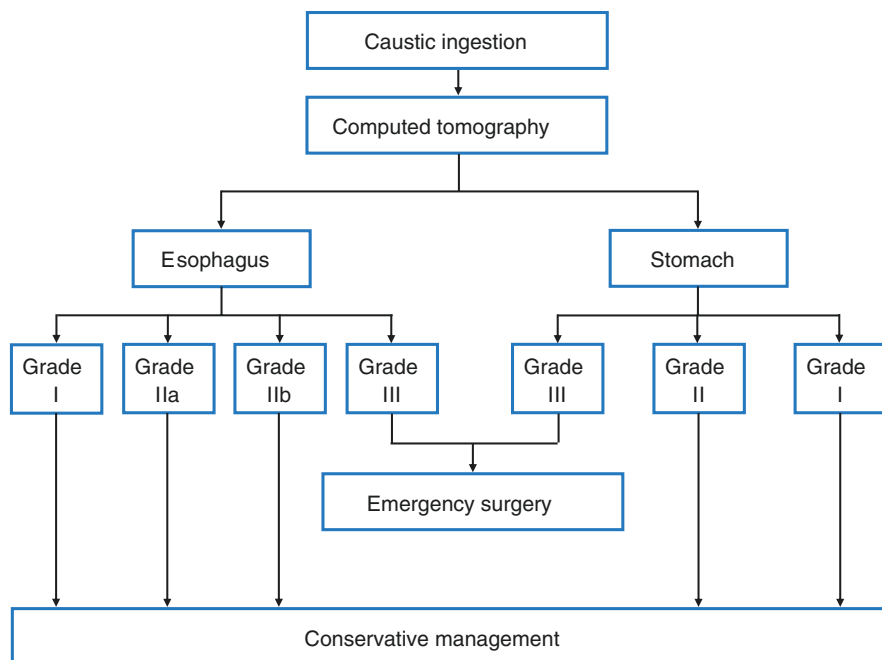 Caustic ingestion
Computed tomography
Esophagus
Stomach
Grade
I
Grade
IIa
Grade
IIb
Grade
III
Grade
III
Grade
II
Grade
I
Emergency surgery
Conservative management